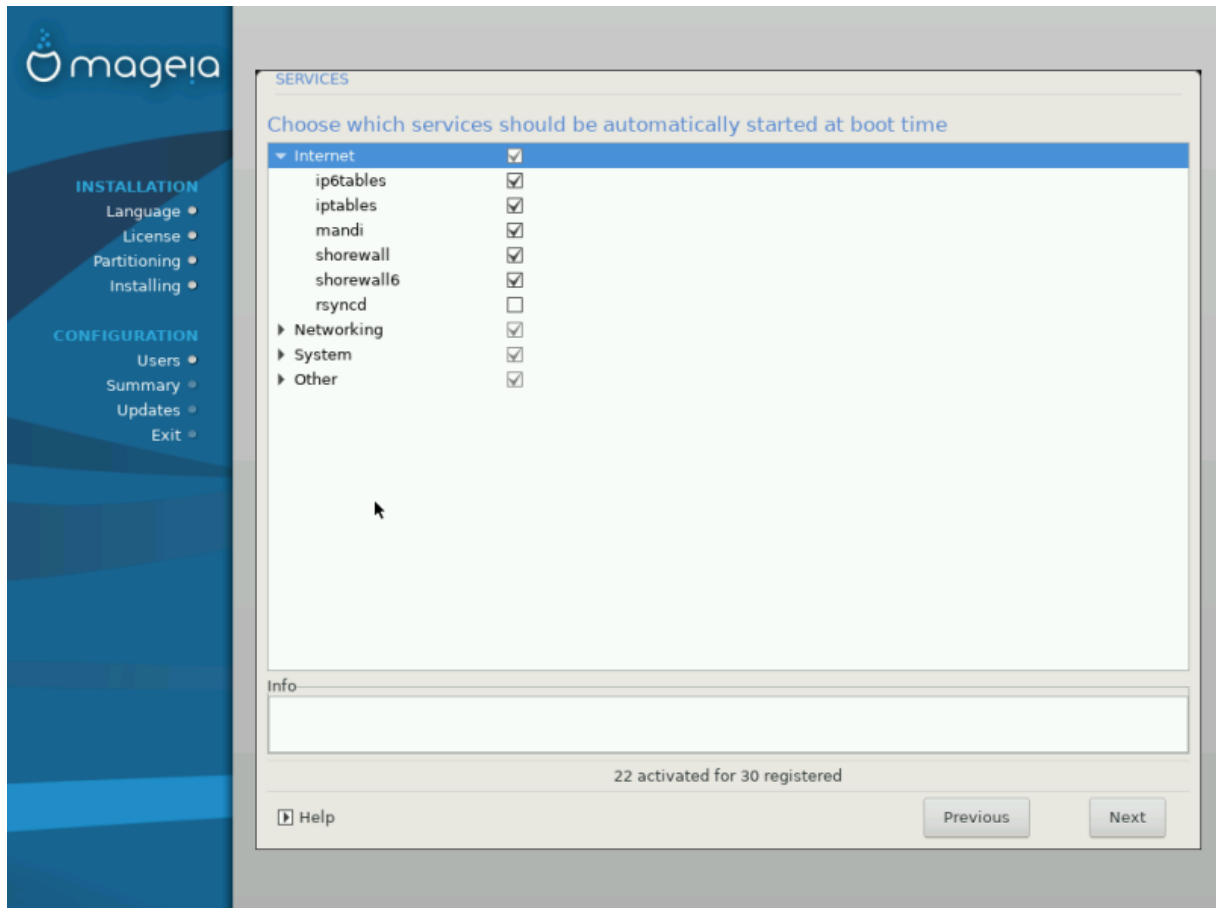 mageia
INSTALLATION
Language
License
Partitioning
Installing
CONFIGURATION
Users
Summary
Updates
Exit
SERVICES
Choose which services should be automatically started at boot time
Internet
ip6tables
iptables
mandi
shorewall
shorewall6
rsyncd
Networking
System
Other
Info
22 activated for 30 registered
Help
Previous
Next